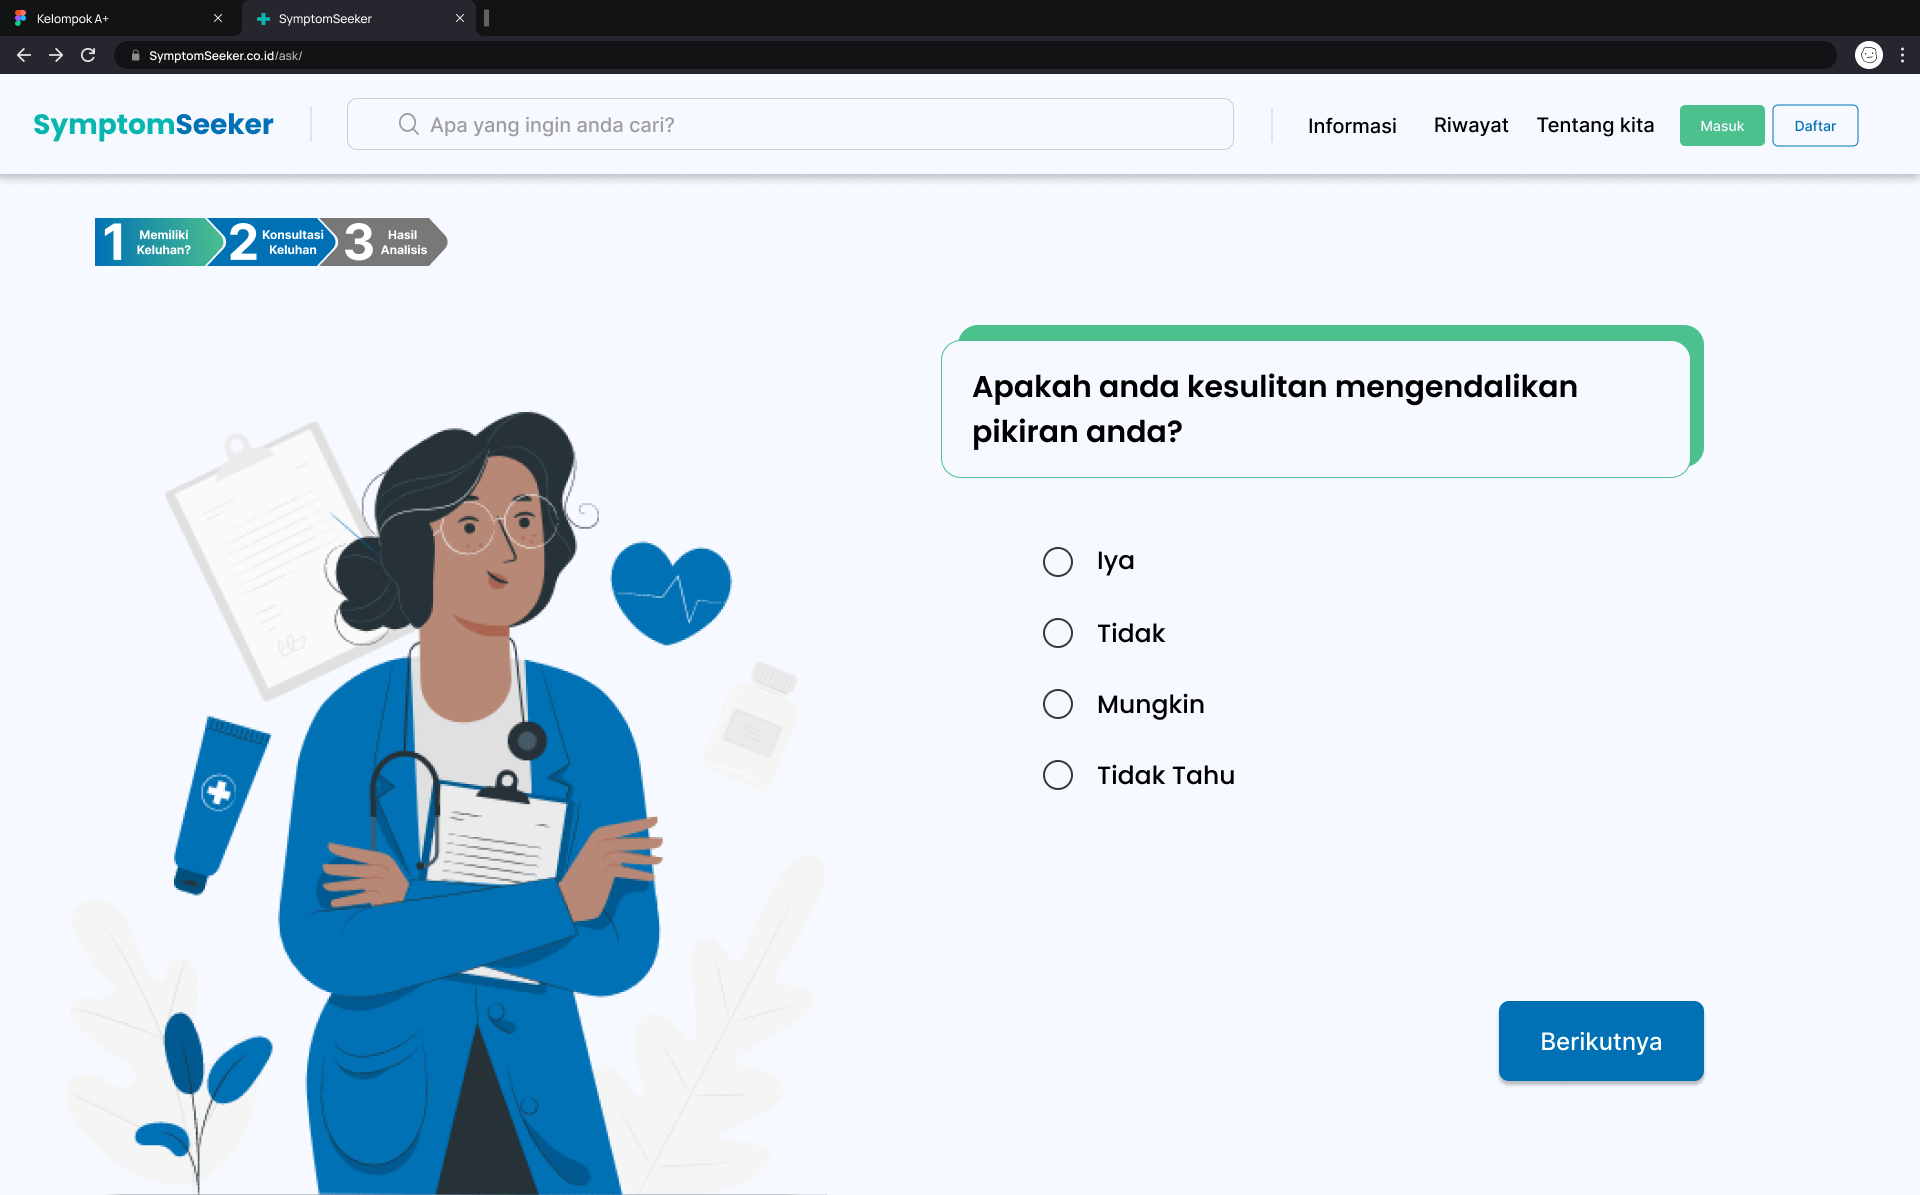 Kelompok A+
SymptomSeeker
SymptomSeeker.co.id/ask/
SymptomSeeker
Apa yang ingin anda cari?
Informasi
Riwayat
Tentang kita
Masuk
Daftar
1
Memiliki
Keluhan?
2
Konsultasi
Keluhan
3
Hasil
Analisis
Apakah anda kesulitan mengendalikan
pikiran anda?
Iya
Tidak
Mungkin
Tidak Tahu
Berikutnya